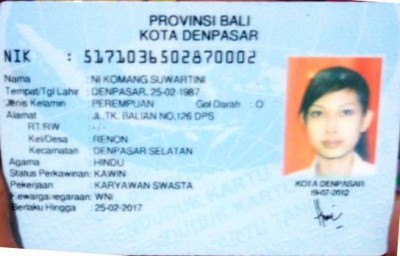 PROVINSI BALI
KOTA DENPASAR
NIK : 5171036502870002
Nama : NI KOMANG SUWARTINI
Tempat/Tgl Lahir : DENPASAR, 25-02-1987
Jenis Kelamin : PEREMPUAN Gol Darah : O
Alamat : JL.TK. BALIAN NO.126 DPS
RT/RW : -/-
Kel/Desa : RENON
Kecamatan : DENPASAR SELATAN
Agama : HINDU
Status Perkawinan: KAWIN
Pekerjaan : KARYAWAN SWASTA
Kewarganegaraan: WNI
Berlaku Hingga : 25-02-2017
KOTA DENPASAR
19-07-2012